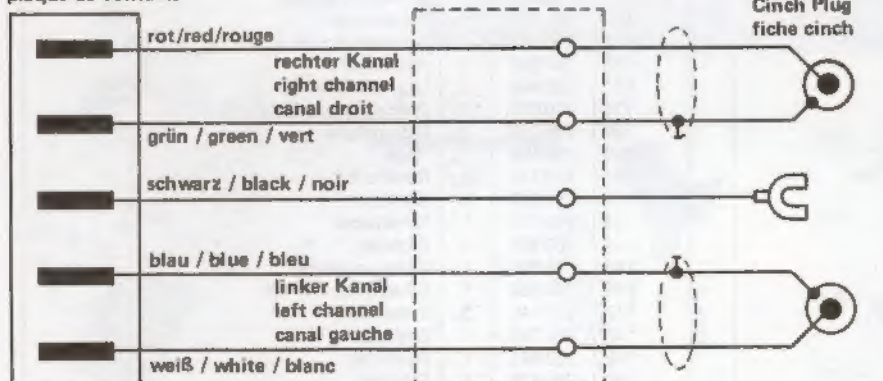 Cinch Plug
fiche cinch
rot/red/rouge
rechter Kanal
right channel
canal droit
grün / green / vert
schwarz / black / noir
blau / blue / bleu
linker Kanal
left channel
canal gauche
weiß / white / blanc